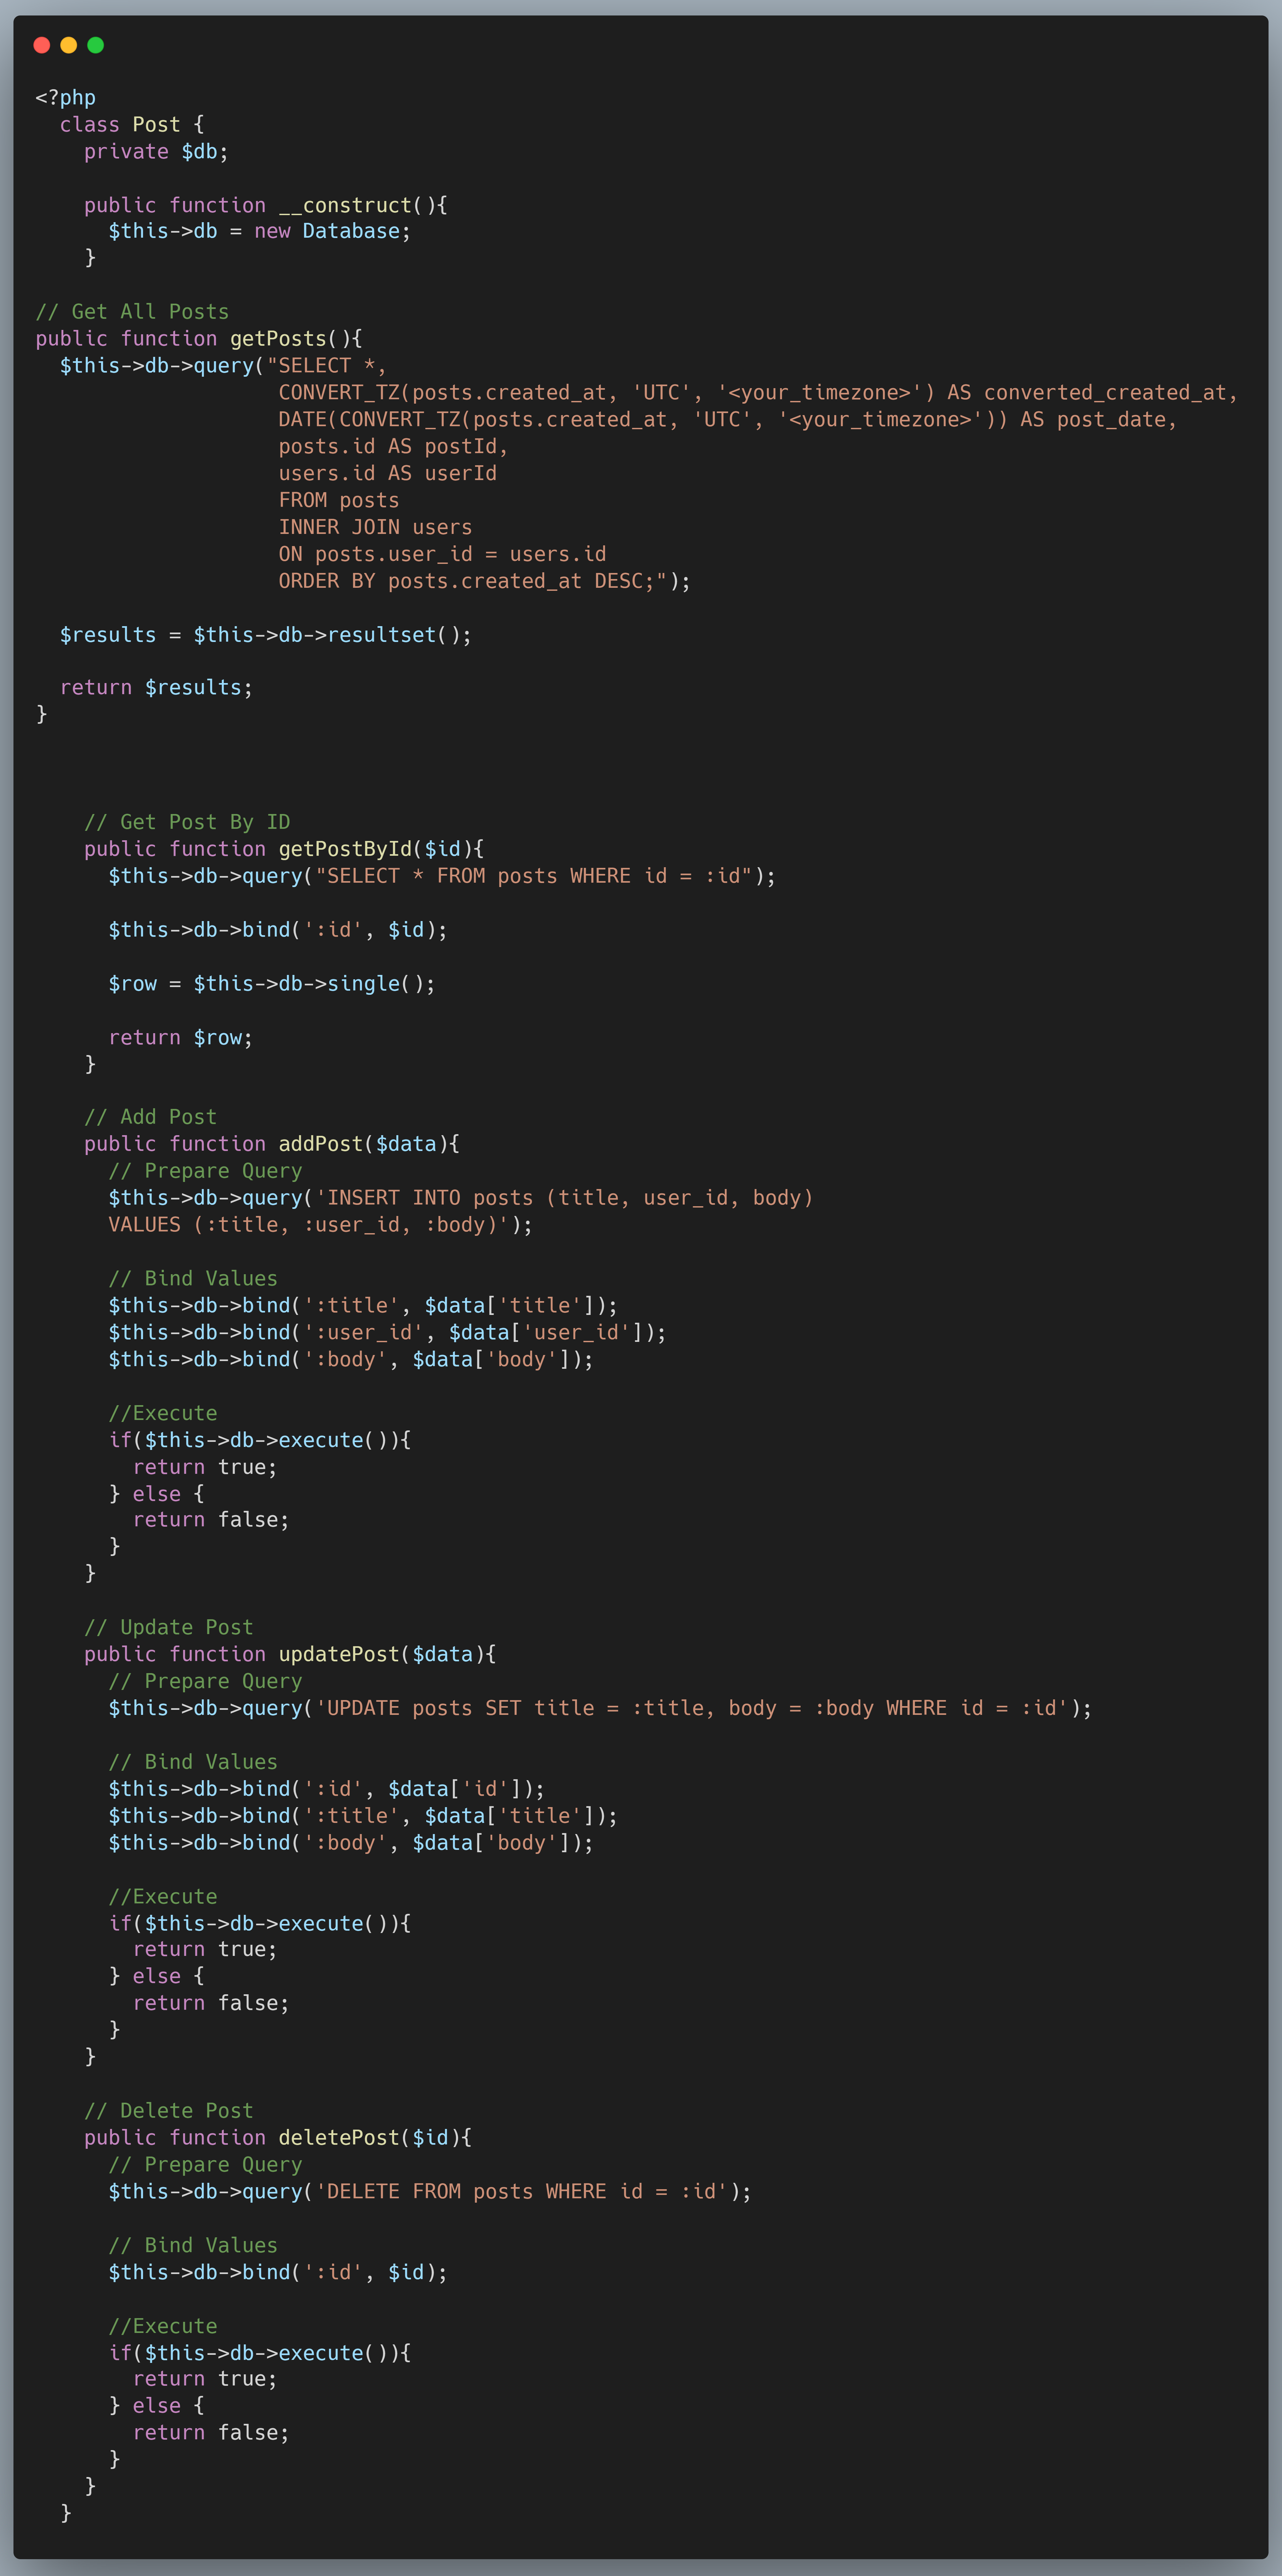 <?php
  class Post {
    private $db;

    public function __construct(){
      $this->db = new Database;
    }

// Get All Posts
public function getPosts(){
  $this->db->query("SELECT *,
                    CONVERT_TZ(posts.created_at, 'UTC', '<your_timezone>') AS converted_created_at,
                    DATE(CONVERT_TZ(posts.created_at, 'UTC', '<your_timezone>')) AS post_date,
                    posts.id AS postId,
                    users.id AS userId
                    FROM posts
                    INNER JOIN users
                    ON posts.user_id = users.id
                    ORDER BY posts.created_at DESC;");

  $results = $this->db->resultset();

  return $results;
}

    // Get Post By ID
    public function getPostById($id){
      $this->db->query("SELECT * FROM posts WHERE id = :id");

      $this->db->bind(':id', $id);

      $row = $this->db->single();

      return $row;
    }

    // Add Post
    public function addPost($data){
      // Prepare Query
      $this->db->query('INSERT INTO posts (title, user_id, body)
      VALUES (:title, :user_id, :body)');

      // Bind Values
      $this->db->bind(':title', $data['title']);
      $this->db->bind(':user_id', $data['user_id']);
      $this->db->bind(':body', $data['body']);

      //Execute
      if($this->db->execute()){
        return true;
      } else {
        return false;
      }
    }

    // Update Post
    public function updatePost($data){
      // Prepare Query
      $this->db->query('UPDATE posts SET title = :title, body = :body WHERE id = :id');

      // Bind Values
      $this->db->bind(':id', $data['id']);
      $this->db->bind(':title', $data['title']);
      $this->db->bind(':body', $data['body']);

      //Execute
      if($this->db->execute()){
        return true;
      } else {
        return false;
      }
    }

    // Delete Post
    public function deletePost($id){
      // Prepare Query
      $this->db->query('DELETE FROM posts WHERE id = :id');

      // Bind Values
      $this->db->bind(':id', $id);

      //Execute
      if($this->db->execute()){
        return true;
      } else {
        return false;
      }
    }
  }